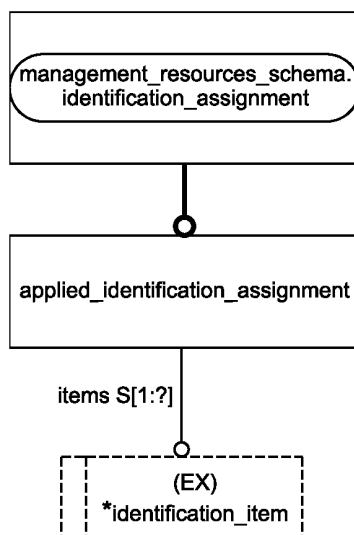 management_resources_schema.
identification_assignment
applied_identification_assignment
items S[1:?]
(EX)
*identification_item